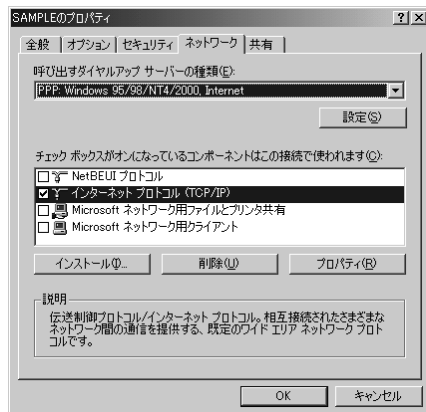 SAMPLEのプロパティ
全般 オプション セキュリティ ネットワーク 共有
呼び出すダイヤルアップ サーバーの種類(E):
PPP: Windows 95/98/NT4/2000, Internet
設定(S)
チェック ボックスがオンになっているコンポーネントはこの接続で使われます(C):
NetBEUI プロトコル
インターネット プロトコル (TCP/IP)
Microsoft ネットワーク用ファイルとプリンタ共有
Microsoft ネットワーク用クライアント
インストール(I)... 削除(U) プロパティ(R)
説明
伝送制御プロトコル/インターネット プロトコル。相互接続されたさまざまな
ネットワーク間の通信を提供する、既定のワイド エリア ネットワーク プロト
コルです。
OK キャンセル